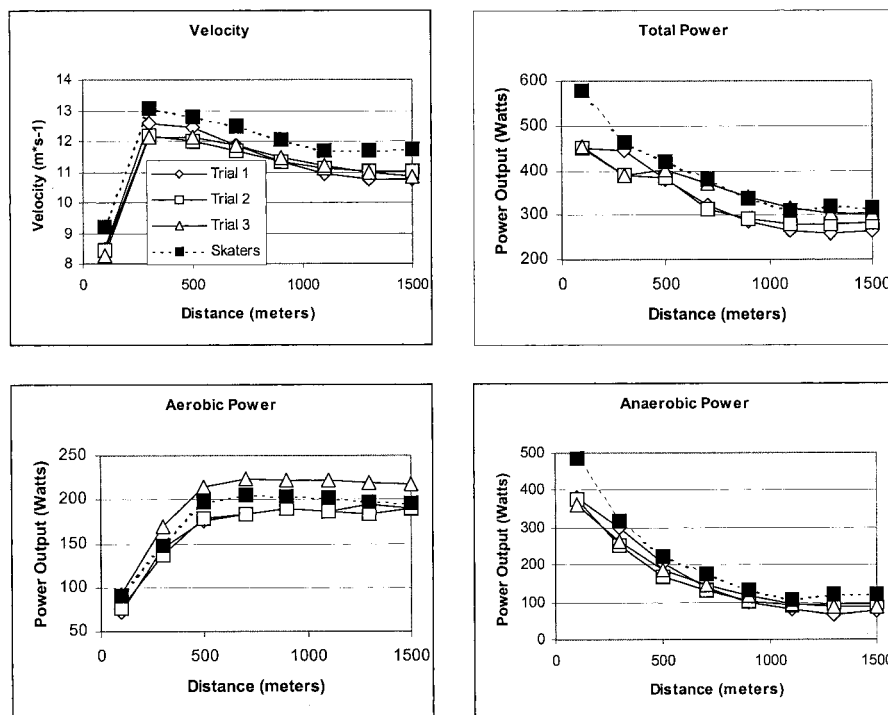 Velocity
14
13
12
11
10
9
8
Velocity (m*s-1)
Trial 1
Trial 2
Trial 3
Skaters
0
500
1000
1500
Distance (meters)
Total Power
600
500
400
300
200
Power Output (Watts)
0
500
1000
1500
Distance (meters)
Aerobic Power
250
200
150
100
50
Power Output (Watts)
0
500
1000
1500
Distance (meters)
Anaerobic Power
500
400
300
200
100
0
Power Output (Watts)
0
500
1000
1500
Distance (meters)